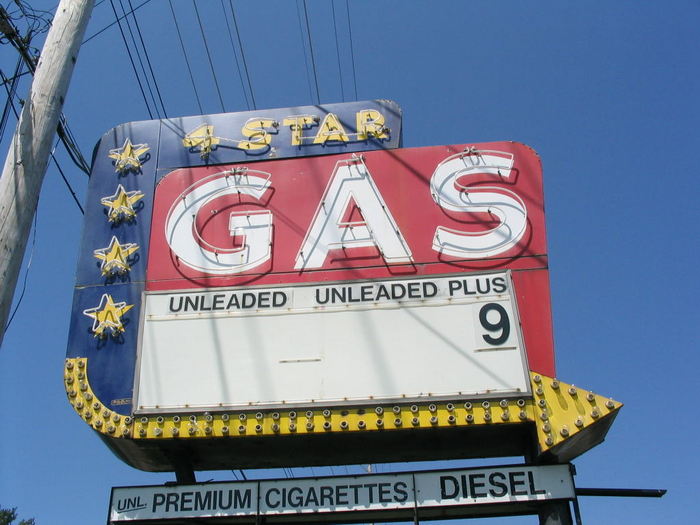 4 STAR
GAS
UNLEADED UNLEADED PLUS
9
UNL. PREMIUM CIGARETTES DIESEL